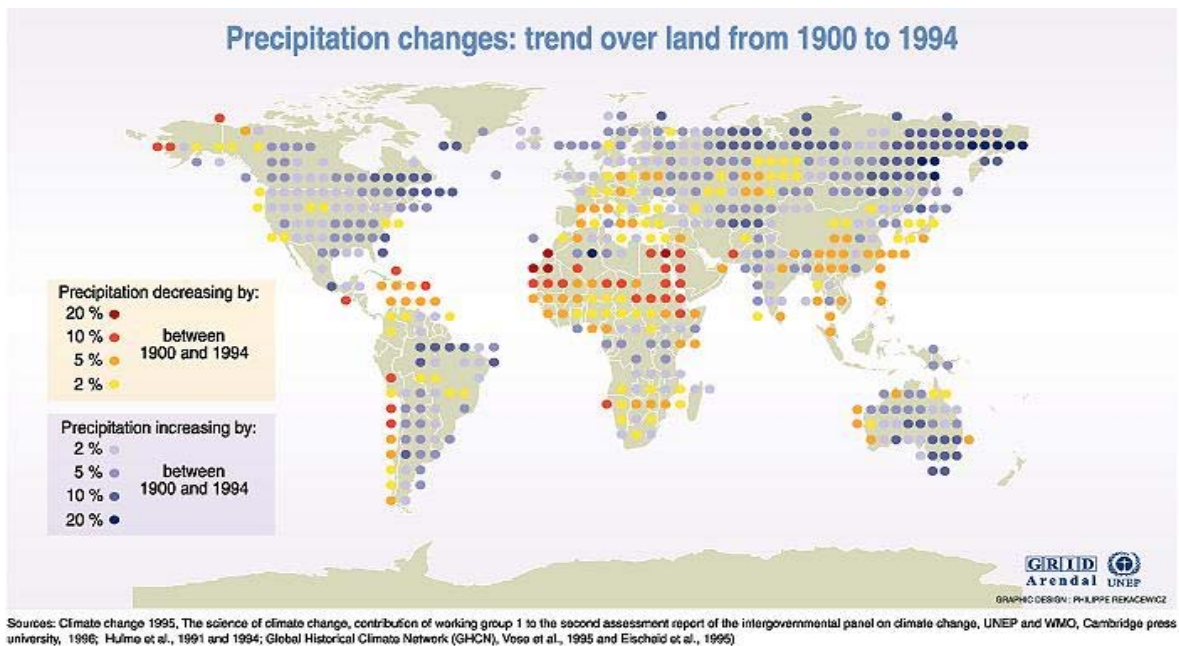 Precipitation changes: trend over land from 1900 to 1994
Precipitation decreasing by:
20 %
10 %
5 %
2 %
between
1900 and 1994
Precipitation increasing by:
2 %
5 %
10 %
20 %
between
1900 and 1994
GRID
Arendal
UNEP
GRAPHIC DESIGN : PHILIPPE REKACEWICZ
Sources: Climate change 1995, The science of climate change, contribution of working group 1 to the second assessment report of the intergovernmental panel on climate change, UNEP and WMO, Cambridge press
university, 1996; Hulme et al., 1991 and 1994; Global Historical Climate Network (GHCN), Vose et al., 1995 and Eischeid et al., 1995)